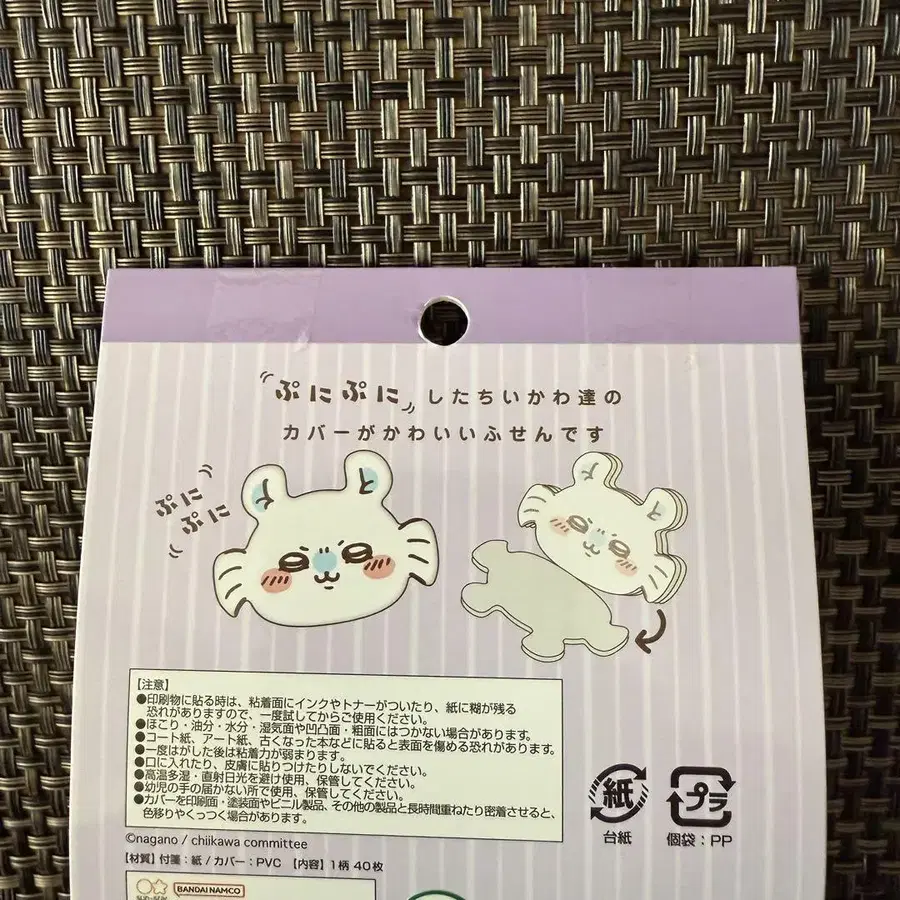 ぷにぷにしたちいかわ達の
カバーがかわいいふせんです
ぷに
ぷに
【注意】
●印刷物に貼る時は、粘着面にインクやトナーがついたり、紙に糊が残る
恐れがありますので、一度試してからご使用ください。
●ほこり・油分・水分・湿気面や凹凸面・粗面にはつかない場合があります。
●コート紙、アート紙、古くなった本などに貼ると表面を傷める恐れがあります。
●一度はがした後は粘着力が弱まります。
●口に入れたり、皮膚に貼りつけたりしないでください。
●高温多湿・直射日光を避け使用、保管してください。
●幼児の手の届かない所で使用、保管してください。
●カバーを印刷面・塗装面やビニル製品、その他の製品と長時間重ねたり密着させると、
色移りやくっつく場合があります。
紙
台紙
プラ
個袋：PP
©nagano / chiikawa committee
【材質】付箋：紙 / カバー：PVC 【内容】1柄 40枚
BANDAI NAMCO